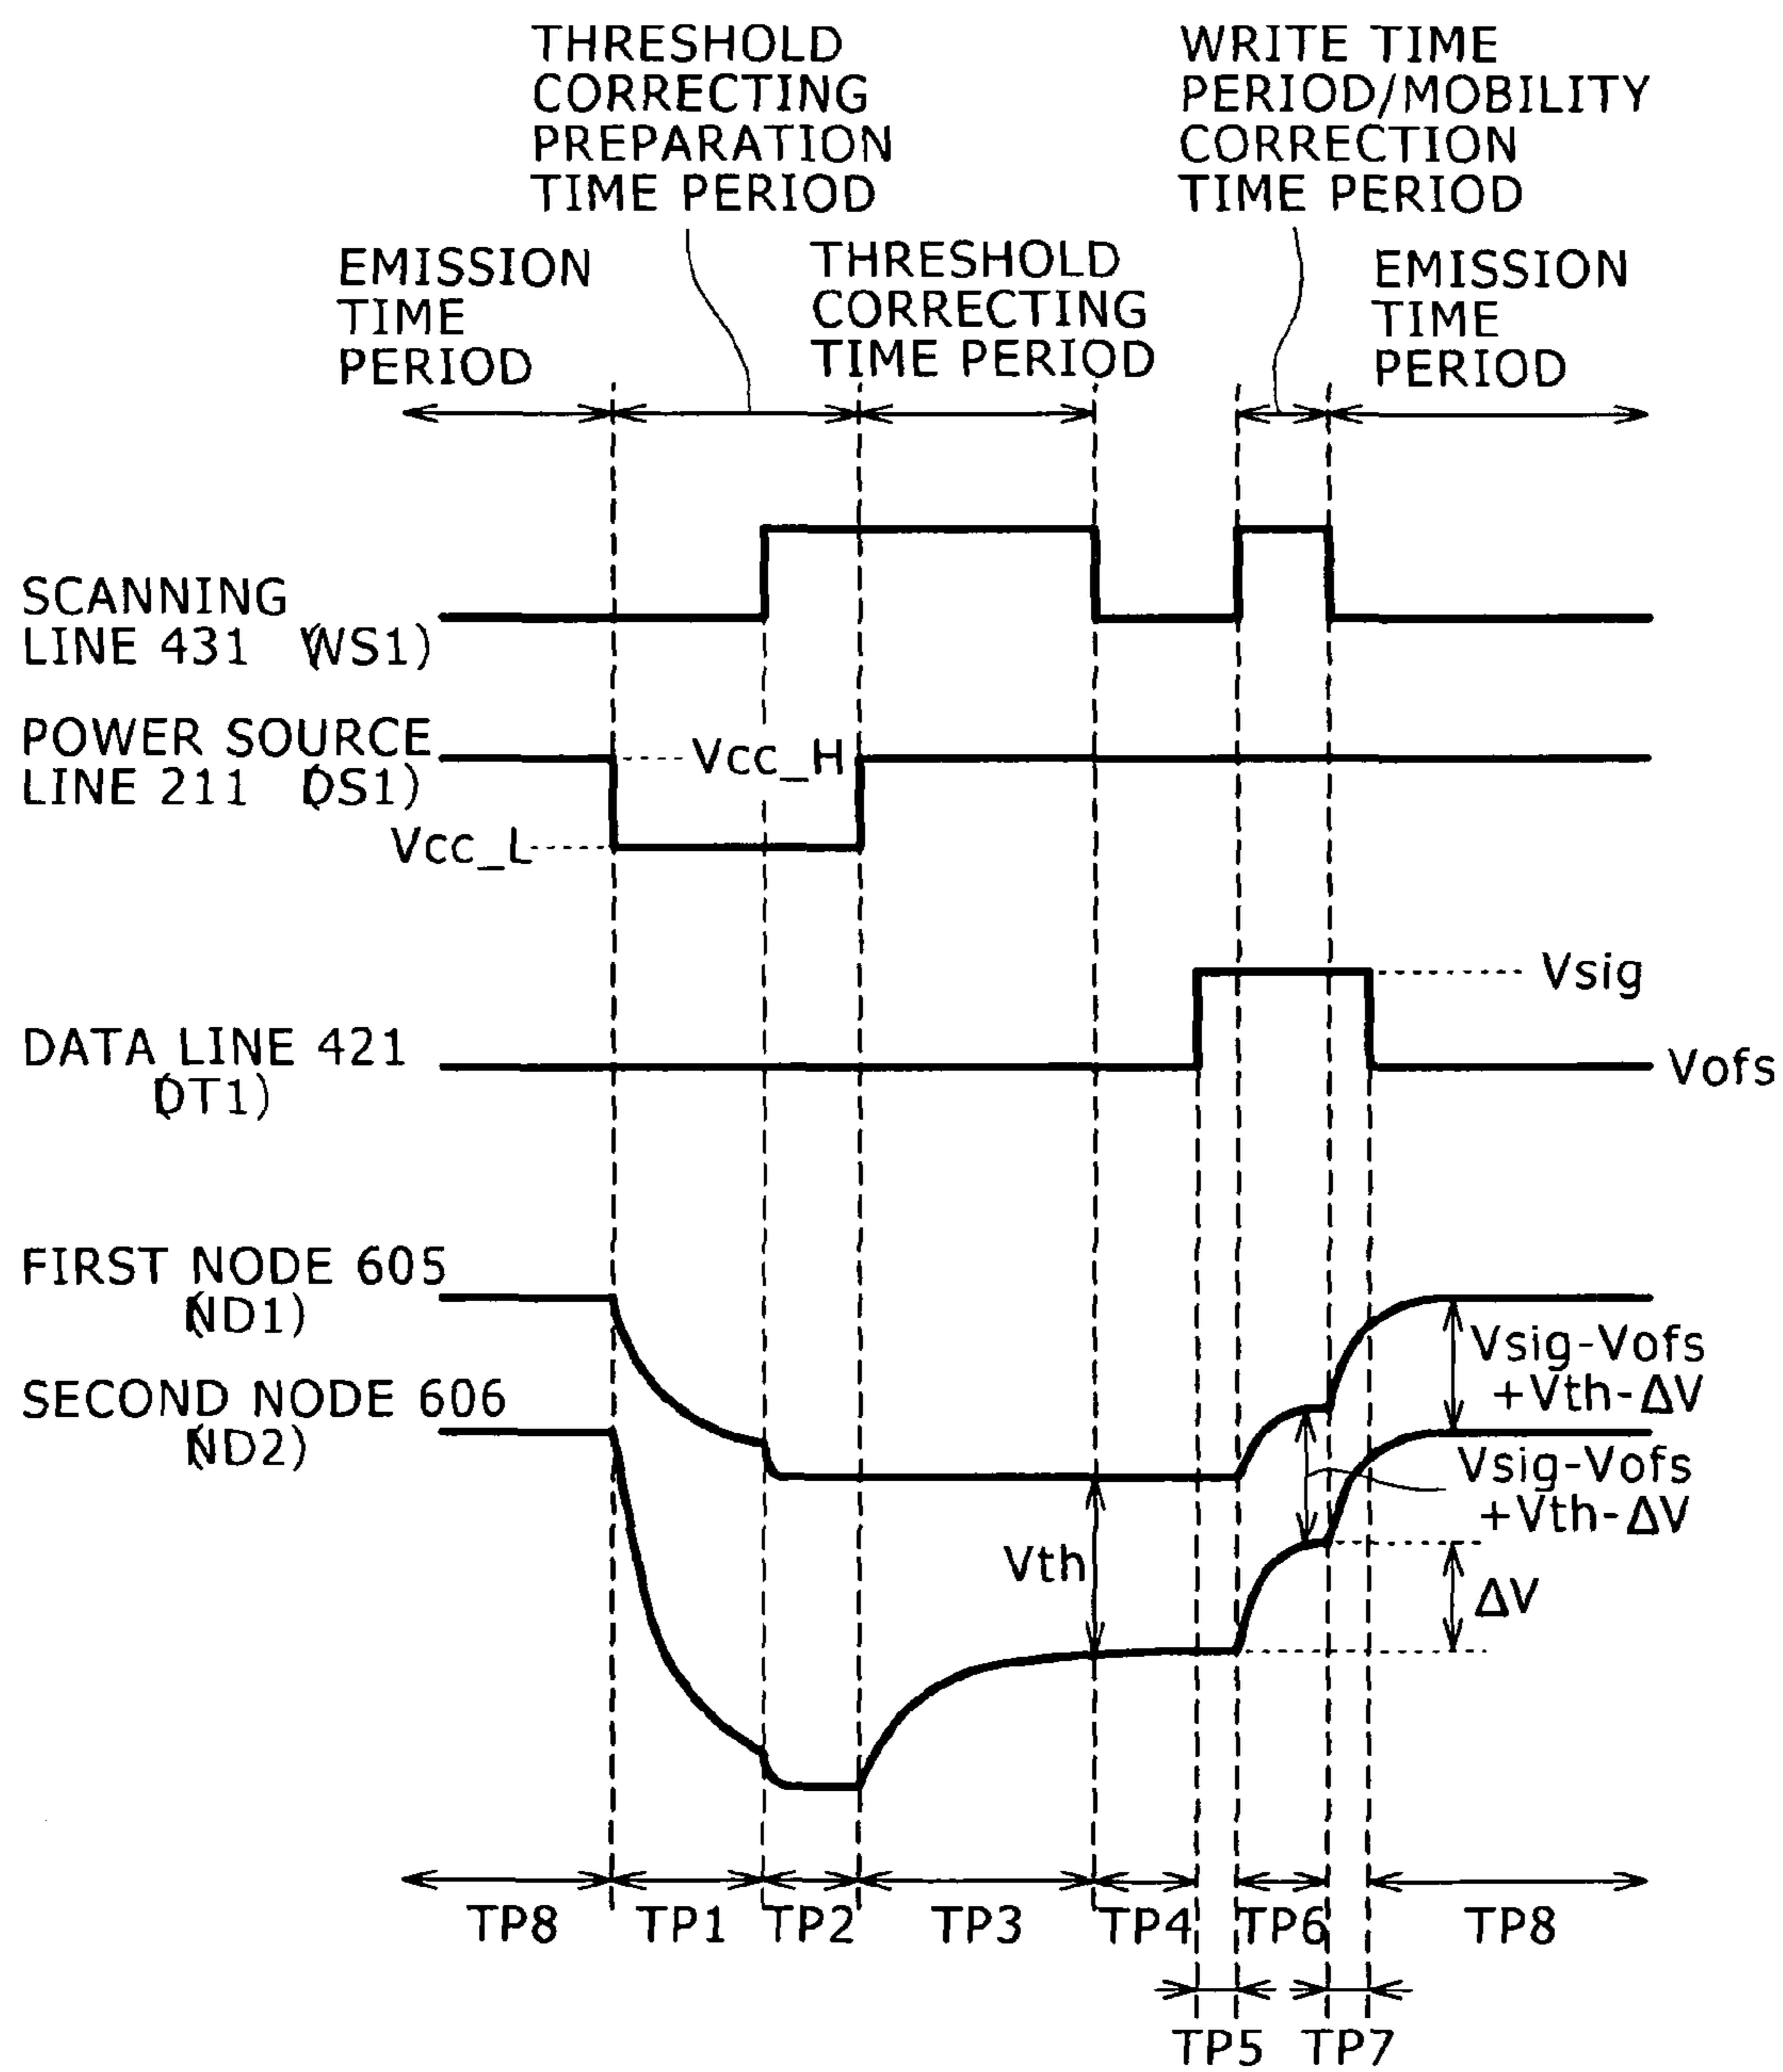 THRESHOLD
CORRECTING
PREPARATION
TIME PERIOD
WRITE TIME
PERIOD/MOBILITY
CORRECTION
TIME PERIOD
EMISSION
TIME
PERIOD
THRESHOLD
CORRECTING
TIME PERIOD
EMISSION
TIME
PERIOD
SCANNING
LINE 431 (WS1)
POWER SOURCE
LINE 211 (DS1)
Vcc_H
Vcc_L
Vsig
DATA LINE 421
(DT1)
Vofs
FIRST NODE 605
(ND1)
Vsig-Vofs
+Vth-ΔV
SECOND NODE 606
(ND2)
Vsig-Vofs
+Vth-ΔV
Vth
ΔV
TP8 TP1 TP2 TP3 TP4 TP6 TP8
TP5 TP7